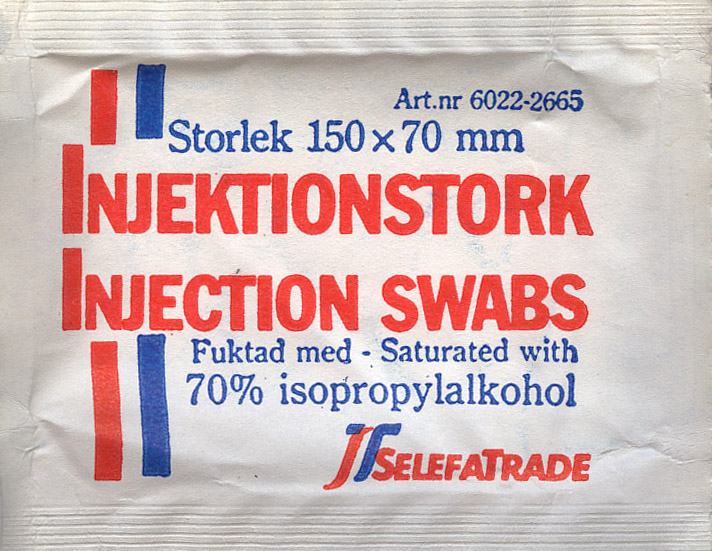 Art.nr 6022-2665
Storlek 150 x 70 mm
INJEKTIONSTORK
INJECTION SWABS
Fuktad med - Saturated with
70% isopropylalkohol
SELEFATRADE